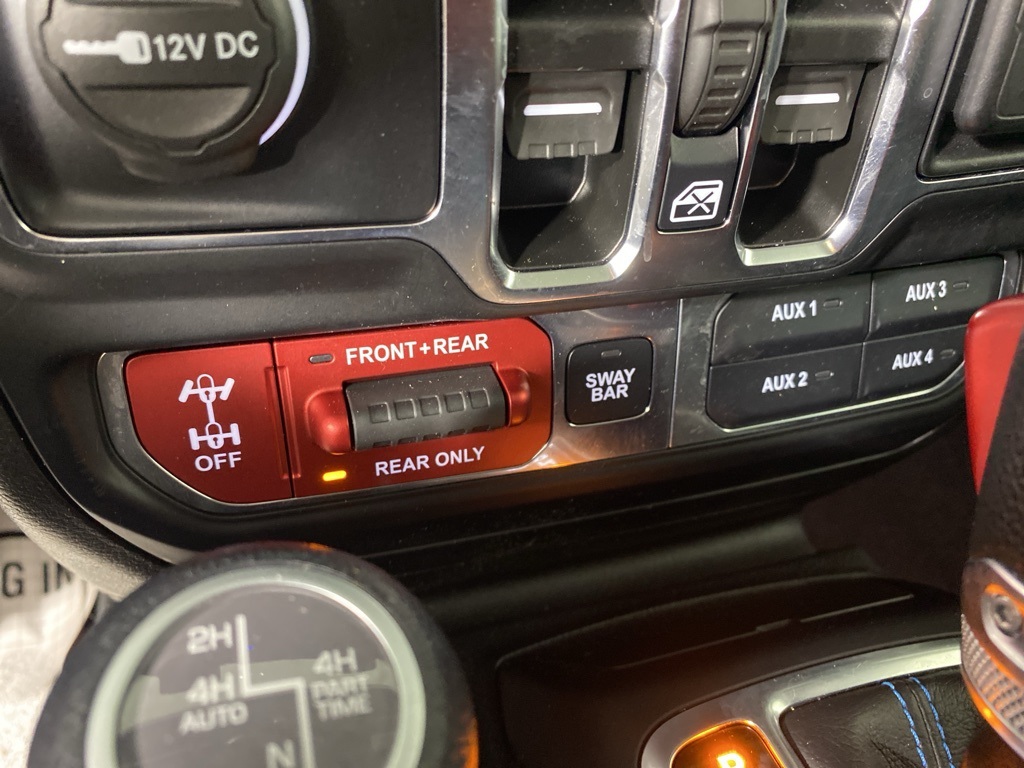 12V DC
FRONT+REAR
OFF
REAR ONLY
SWAY
BAR
AUX 1
AUX 2
AUX 3
AUX 4
G IN
2H
4H
AUTO
4H
PART
TIME
N